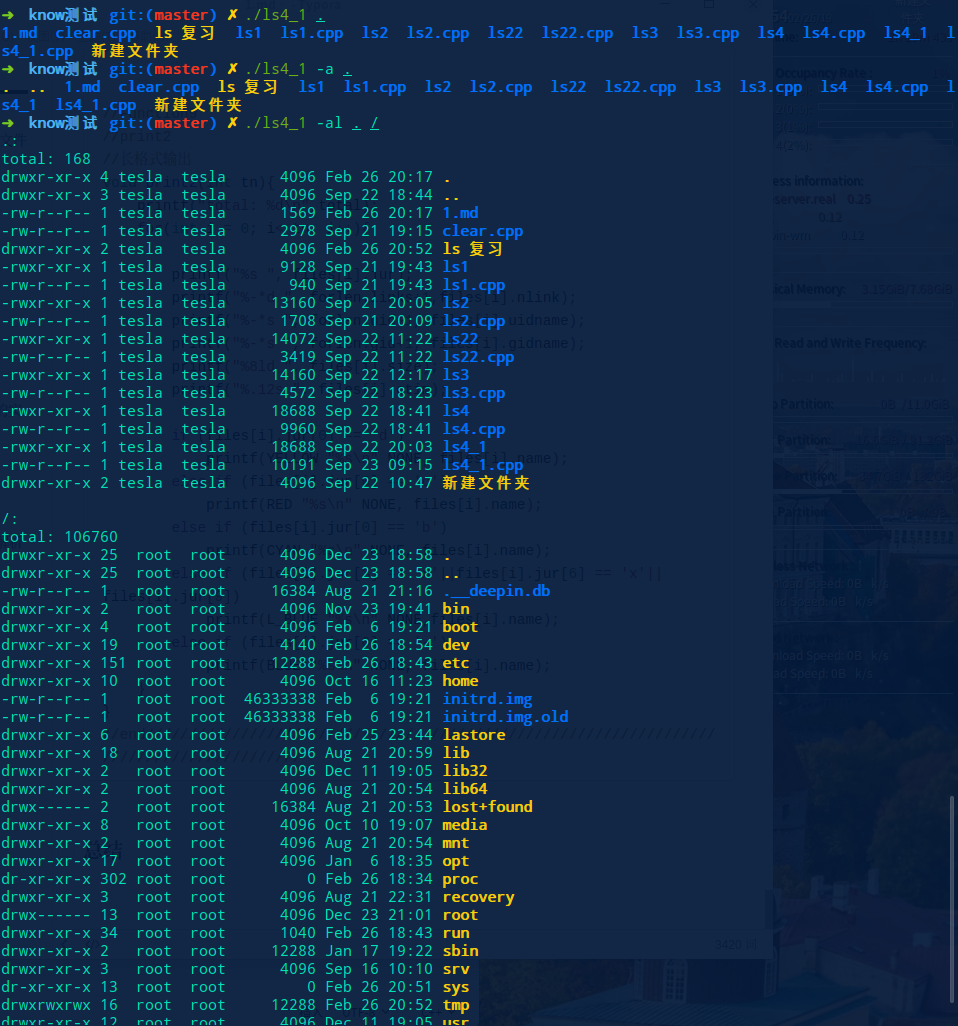 ➜  know测试 git:(master) ✗ ./ls4_1 .
1.md  clear.cpp  ls 复习  ls1  ls1.cpp  ls2  ls2.cpp  ls22  ls22.cpp  ls3  ls3.cpp  ls4  ls4.cpp  ls4_1  l
s4_1.cpp  新建文件夹
➜  know测试 git:(master) ✗ ./ls4_1 -a .
.  ..  1.md  clear.cpp  ls 复习  ls1  ls1.cpp  ls2  ls2.cpp  ls22  ls22.cpp  ls3  ls3.cpp  ls4  ls4.cpp  l
s4_1  ls4_1.cpp  新建文件夹
➜  know测试 git:(master) ✗ ./ls4_1 -al . /
.:
total: 168
drwxr-xr-x 4 tesla  tesla      4096 Feb 26 20:17 .
drwxr-xr-x 3 tesla  tesla      4096 Sep 22 18:44 ..
-rw-r--r-- 1 tesla  tesla      1569 Feb 26 20:17 1.md
-rw-r--r-- 1 tesla  tesla      2978 Sep 21 19:15 clear.cpp
drwxr-xr-x 2 tesla  tesla      4096 Feb 26 20:52 ls 复习
-rwxr-xr-x 1 tesla  tesla      9128 Sep 21 19:43 ls1
-rw-r--r-- 1 tesla  tesla       940 Sep 21 19:43 ls1.cpp
-rwxr-xr-x 1 tesla  tesla     13160 Sep 21 20:05 ls2
-rw-r--r-- 1 tesla  tesla      1708 Sep 21 20:09 ls2.cpp
-rwxr-xr-x 1 tesla  tesla     14072 Sep 22 11:22 ls22
-rw-r--r-- 1 tesla  tesla      3419 Sep 22 11:22 ls22.cpp
-rwxr-xr-x 1 tesla  tesla     14160 Sep 22 12:17 ls3
-rw-r--r-- 1 tesla  tesla      4572 Sep 22 18:23 ls3.cpp
-rwxr-xr-x 1 tesla  tesla     18688 Sep 22 18:41 ls4
-rw-r--r-- 1 tesla  tesla      9960 Sep 22 18:41 ls4.cpp
-rwxr-xr-x 1 tesla  tesla     18688 Sep 22 20:03 ls4_1
-rw-r--r-- 1 tesla  tesla     10191 Sep 23 09:15 ls4_1.cpp
drwxr-xr-x 2 tesla  tesla      4096 Sep 22 10:47 新建文件夹
/:
total: 106760
drwxr-xr-x 25   root  root      4096 Dec 23 18:58 .
drwxr-xr-x 25   root  root      4096 Dec 23 18:58 ..
-rw-r--r-- 1   root  root     16384 Aug 21 21:16 .__deepin.db
drwxr-xr-x 2   root  root      4096 Nov 23 19:41 bin
drwxr-xr-x 4   root  root      4096 Feb  6 19:21 boot
drwxr-xr-x 19   root  root      4140 Feb 26 18:54 dev
drwxr-xr-x 151   root  root     12288 Feb 26 18:43 etc
drwxr-xr-x 10   root  root      4096 Oct 16 11:23 home
-rw-r--r-- 1   root  root  46333338 Feb  6 19:21 initrd.img
-rw-r--r-- 1   root  root  46333338 Feb  6 19:21 initrd.img.old
drwxr-xr-x 6   root  root      4096 Feb 25 23:44 lastore
drwxr-xr-x 18   root  root      4096 Aug 21 20:59 lib
drwxr-xr-x 2   root  root      4096 Dec 11 19:05 lib32
drwxr-xr-x 2   root  root      4096 Aug 21 20:54 lib64
drwx------ 2   root  root     16384 Aug 21 20:53 lost+found
drwxr-xr-x 8   root  root      4096 Oct 10 19:07 media
drwxr-xr-x 2   root  root      4096 Aug 21 20:54 mnt
drwxr-xr-x 17   root  root      4096 Jan  6 18:35 opt
dr-xr-xr-x 302   root  root         0 Feb 26 18:34 proc
drwxr-xr-x 3   root  root      4096 Aug 21 22:31 recovery
drwx------ 13   root  root      4096 Dec 23 21:01 root
drwxr-xr-x 34   root  root      1040 Feb 26 18:43 run
drwxr-xr-x 2   root  root     12288 Jan 17 19:22 sbin
drwxr-xr-x 3   root  root      4096 Sep 16 10:10 srv
dr-xr-xr-x 13   root  root         0 Feb 26 20:51 sys
drwxrwxrwx 16   root  root     12288 Feb 26 20:52 tmp
drwxr-xr-x 12   root  root      4096 Dec 11 19:05 usr